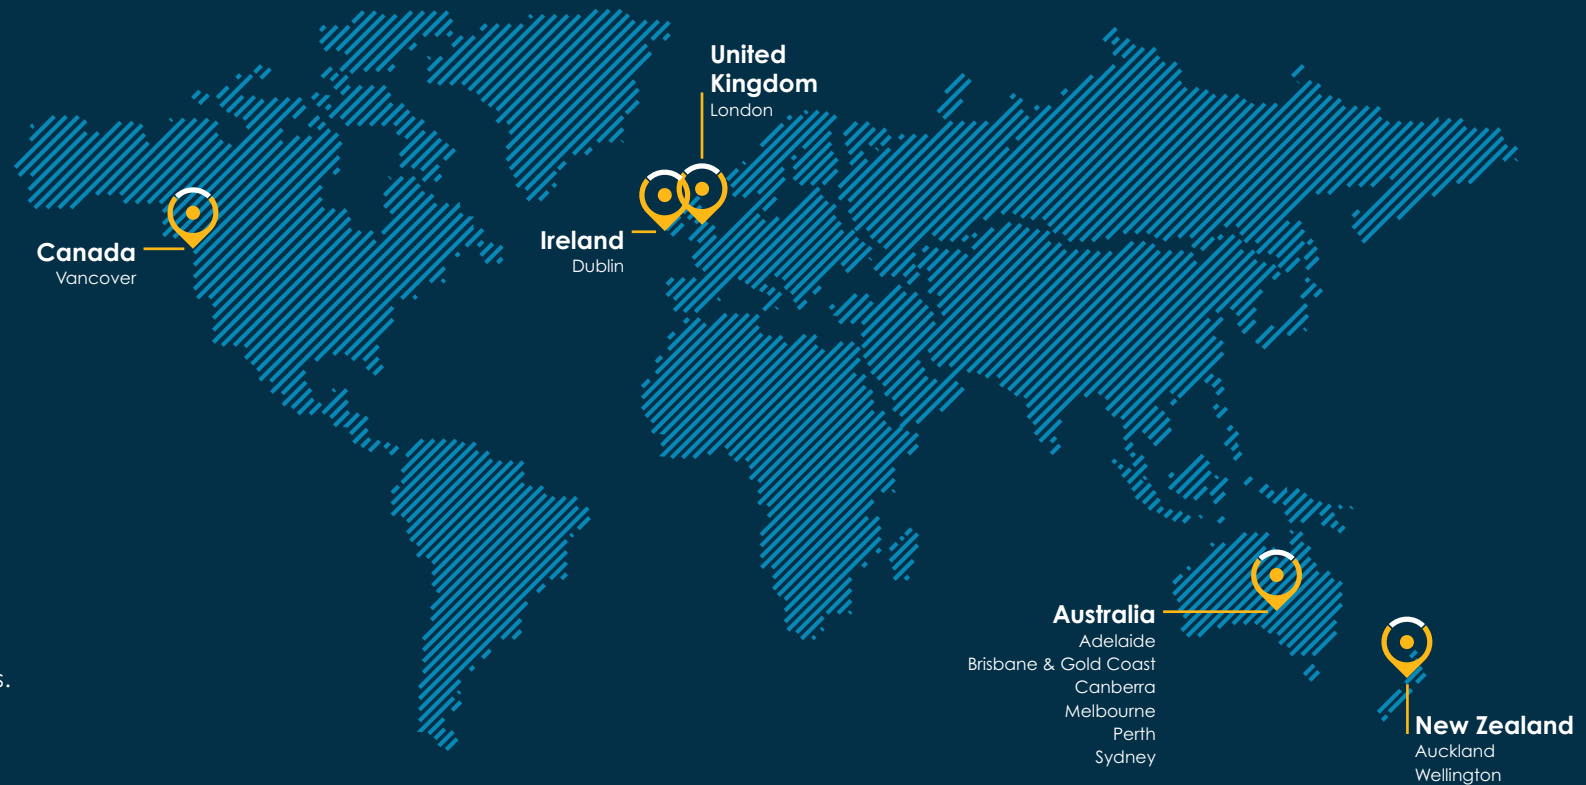 United
Kingdom
London
Canada
Vancover
Ireland
Dublin
Australia
Adelaide
Brisbane & Gold Coast
Canberra
Melbourne
Perth
Sydney
s.
New Zealand
Auckland
Wellington